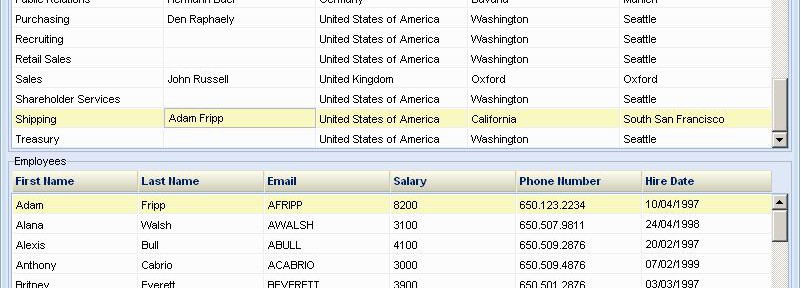 Public Relations Hermann Baer Germany Bavaria Munich
Purchasing Den Raphaely United States of America Washington Seattle
Recruiting United States of America Washington Seattle
Retail Sales United States of America Washington Seattle
Sales John Russell United Kingdom Oxford Oxford
Shareholder Services United States of America Washington Seattle
Shipping Adam Fripp United States of America California South San Francisco
Treasury United States of America Washington Seattle
Employees
First Name Last Name Email Salary Phone Number Hire Date
Adam Fripp AFRIPP 8200 650.123.2234 10/04/1997
Alana Walsh AWALSH 3100 650.507.9811 24/04/1998
Alexis Bull ABULL 4100 650.509.2876 20/02/1997
Anthony Cabrio ACABRIO 3000 650.509.4876 07/02/1999
Britney Everett BEVERETT 3900 650.501.2876 03/03/1997